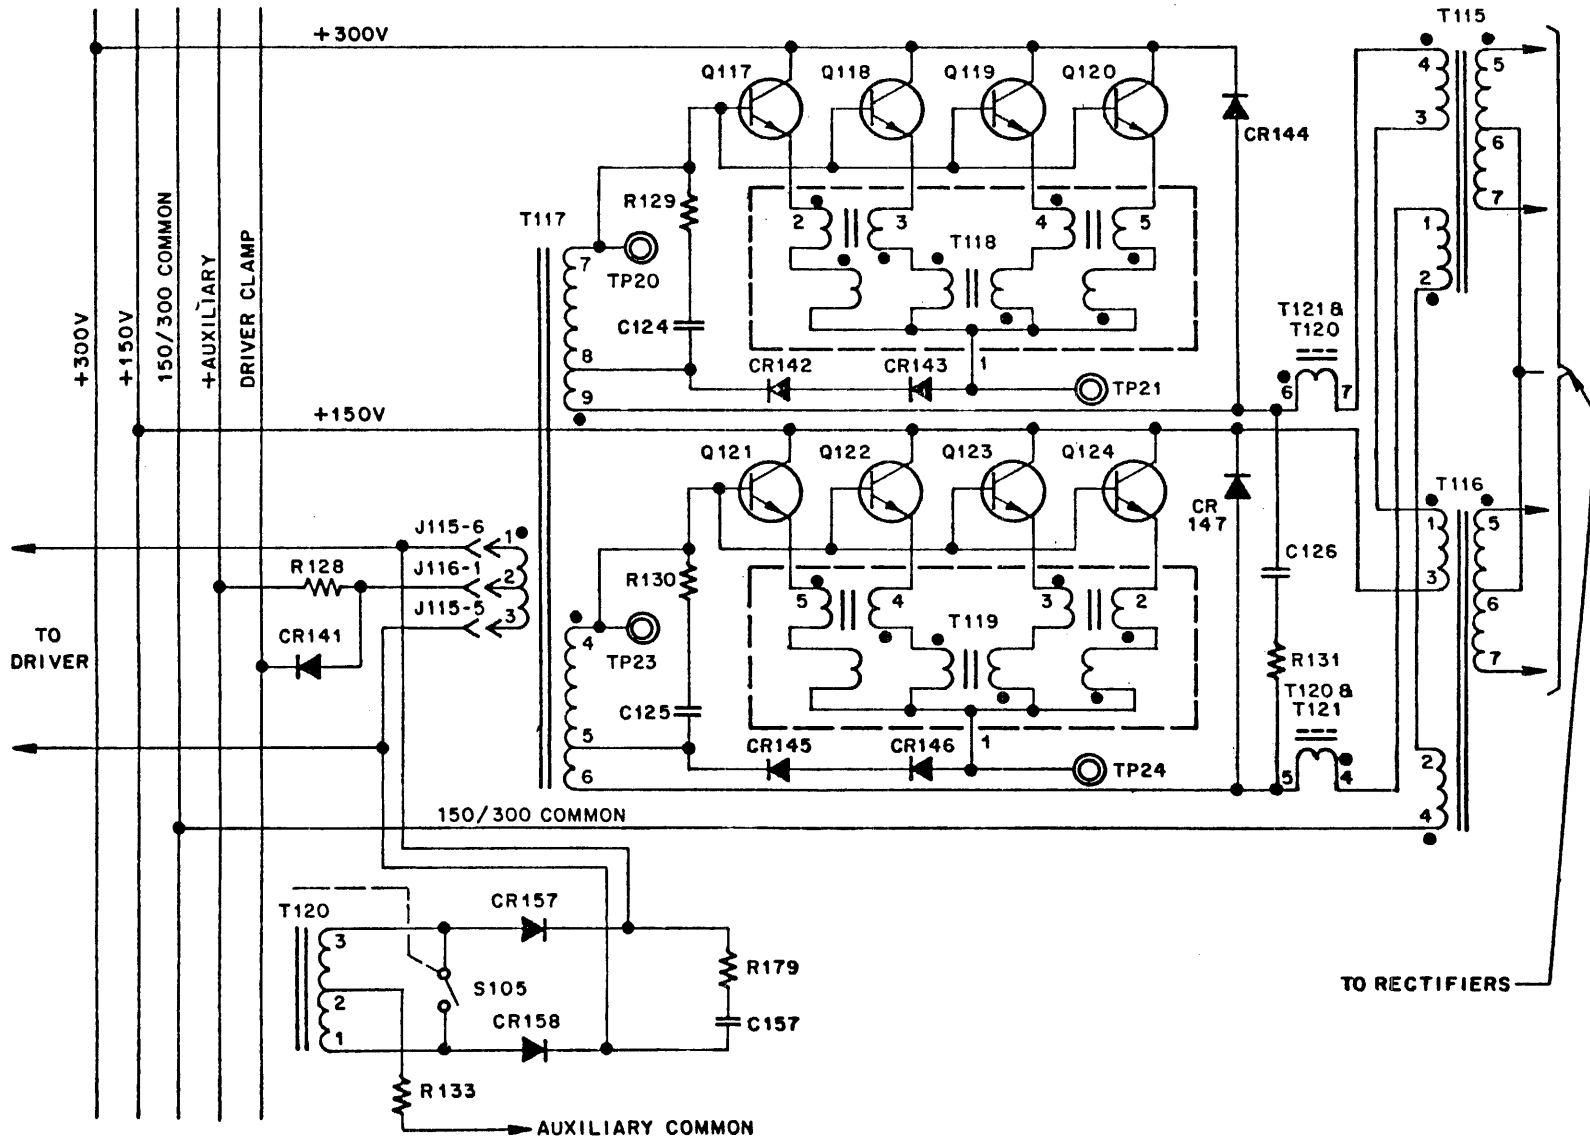 T115
+300V
Q117
Q118
Q119
Q120
4
5
CR144
3
6
R129
T117
2
3
4
5
7
T118
1
7
TP20
2
T121 &
T120
C124
8
CR142
CR143
1
9
TP21
6
7
+300V
+150V
150/300 COMMON
+AUXILIARY
DRIVER CLAMP
+150V
Q121
Q122
Q123
Q124
CR
147
T116
J115-6
1
1
5
C126
R128
J116-1
2
R130
5
4
3
2
3
J115-5
3
6
TO
DRIVER
CR141
4
T119
TP23
R131
7
T120 &
T121
C125
5
CR145
CR146
1
6
TP24
5
4
2
150/300 COMMON
4
T120
CR157
3
R179
S105
2
CR158
C157
1
TO RECTIFIERS
R133
AUXILIARY COMMON